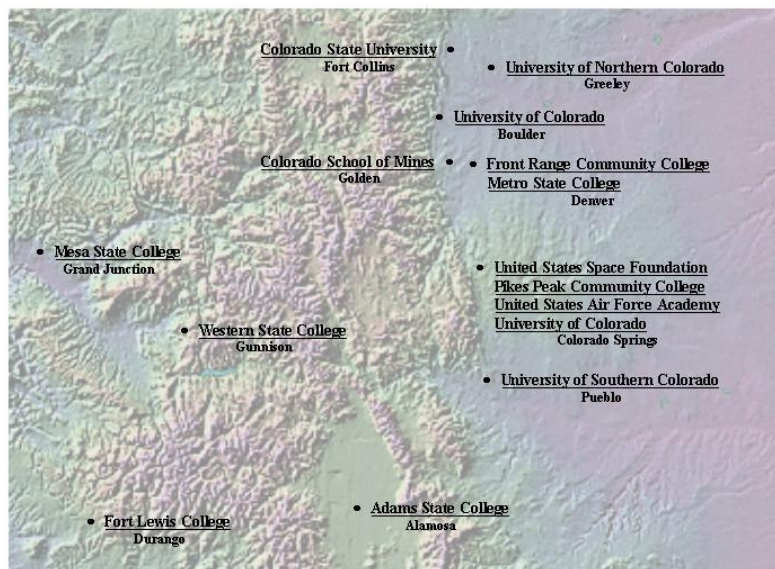 Colorado State University
Fort Collins
University of Northern Colorado
Greeley
University of Colorado
Boulder
Colorado School of Mines
Golden
Front Range Community College
Metro State College
Denver
Mesa State College
Grand Junction
United States Space Foundation
Pikes Peak Community College
United States Air Force Academy
University of Colorado
Colorado Springs
Western State College
Gunnison
University of Southern Colorado
Pueblo
Adams State College
Alamosa
Fort Lewis College
Durango